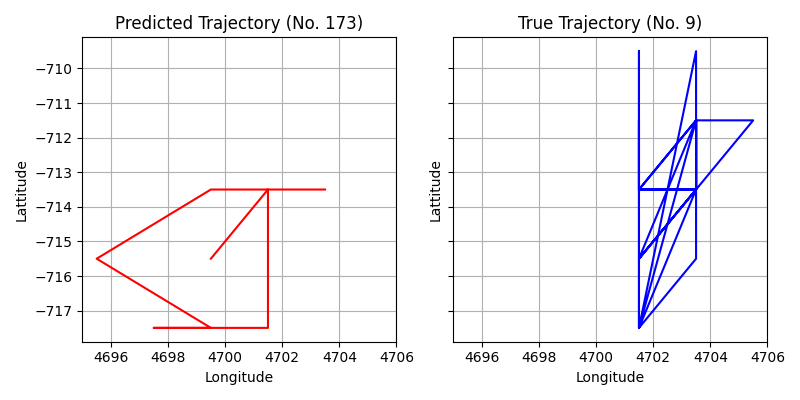 Predicted Trajectory (No. 173)
True Trajectory (No. 9)
−710
−711
−712
−713
−714
−715
−716
−717
Lattitude
Lattitude
4696 4698 4700 4702 4704 4706
4696 4698 4700 4702 4704 4706
Longitude
Longitude